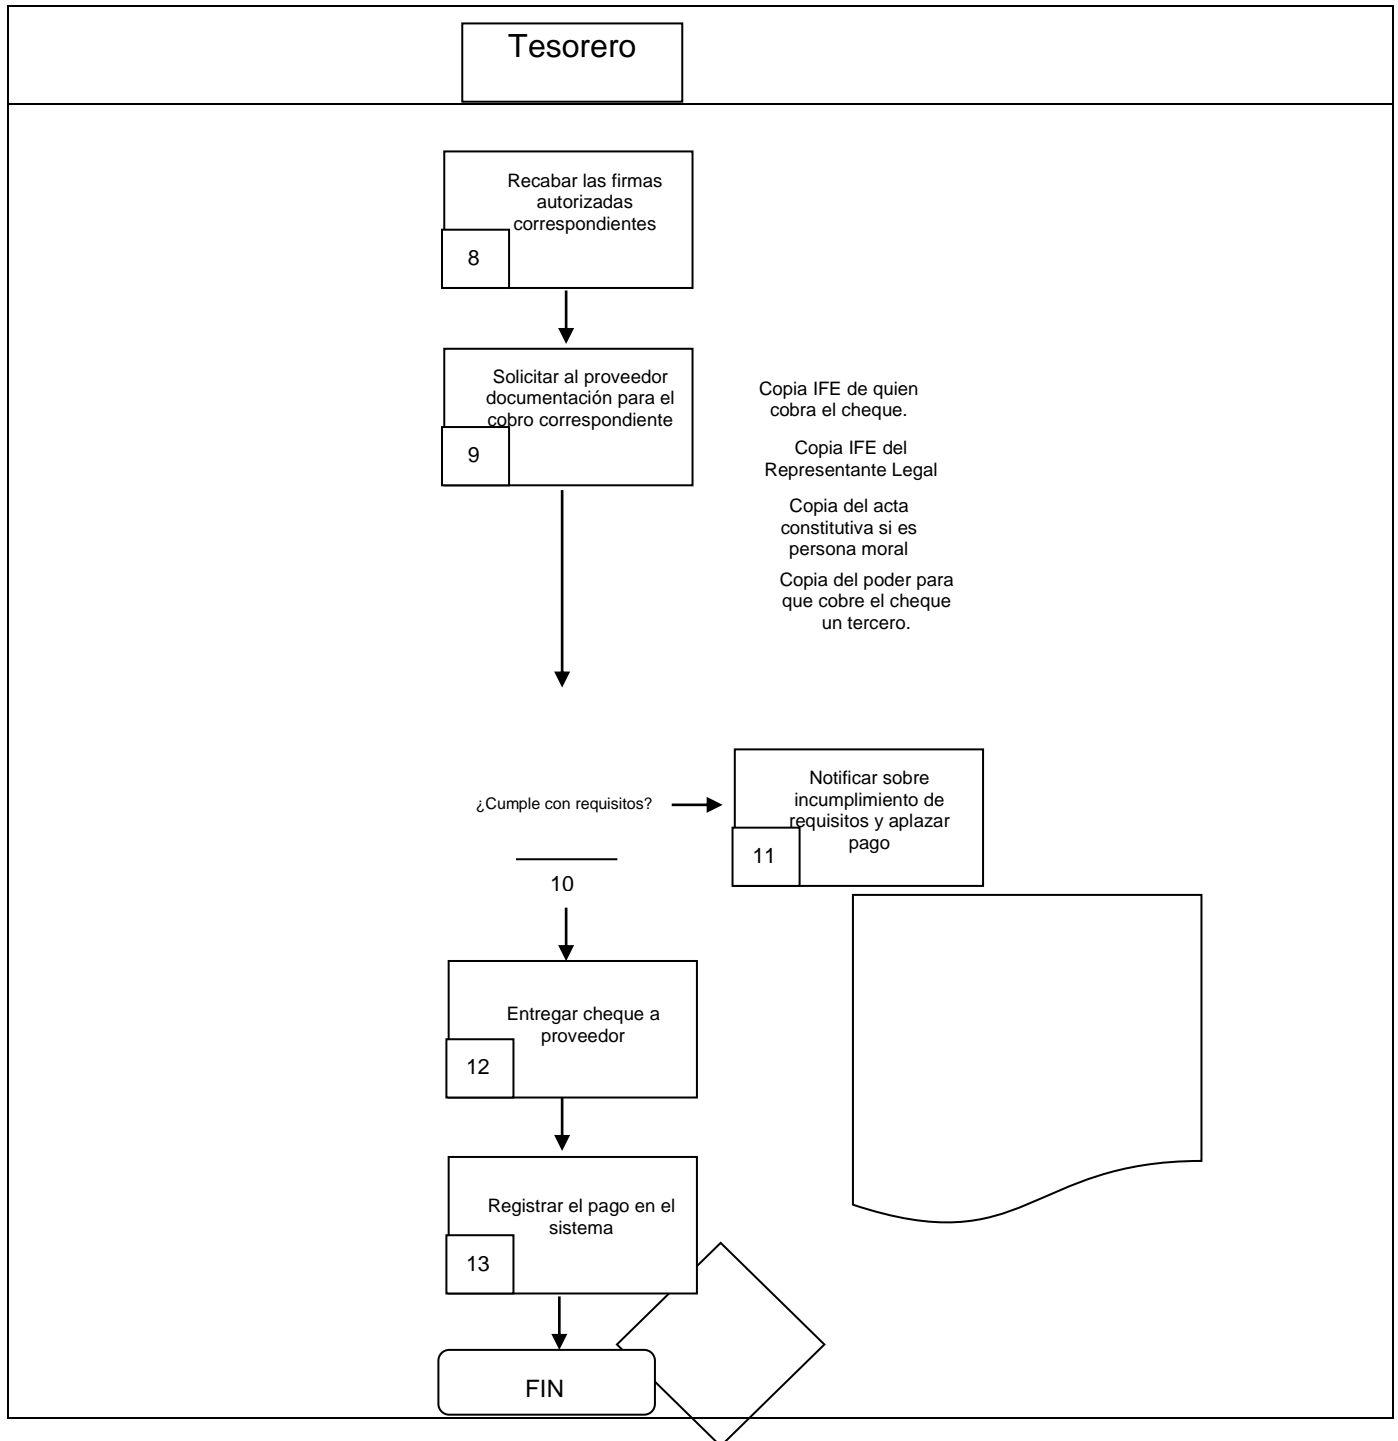 Tesorero
Recabar las firmas
autorizadas
correspondientes
8
Solicitar al proveedor
documentación para el
cobro correspondiente
9
Copia IFE de quien
cobra el cheque.
Copia IFE del
Representante Legal
Copia del acta
constitutiva si es
persona moral
Copia del poder para
que cobre el cheque
un tercero.
¿Cumple con requisitos?
10
Notificar sobre
incumplimiento de
requisitos y aplazar
pago
11
Entregar cheque a
proveedor
12
Registrar el pago en el
sistema
13
FIN